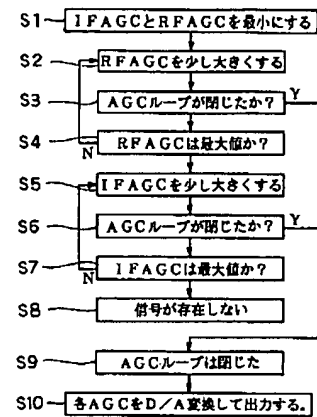 S1 IFAGCとRFAGCを最小にする
S2 RFAGCを少し大きくする
S3 AGCループが閉じたか? Y
S4 RFAGCは最大値か?
N
S5 IFAGCを少し大きくする
S6 AGCループが閉じたか? Y
S7 IFAGCは最大値か?
N
S8 信号が存在しない
S9 AGCループは閉じた
S10 各AGCをD/A変換して出力する。